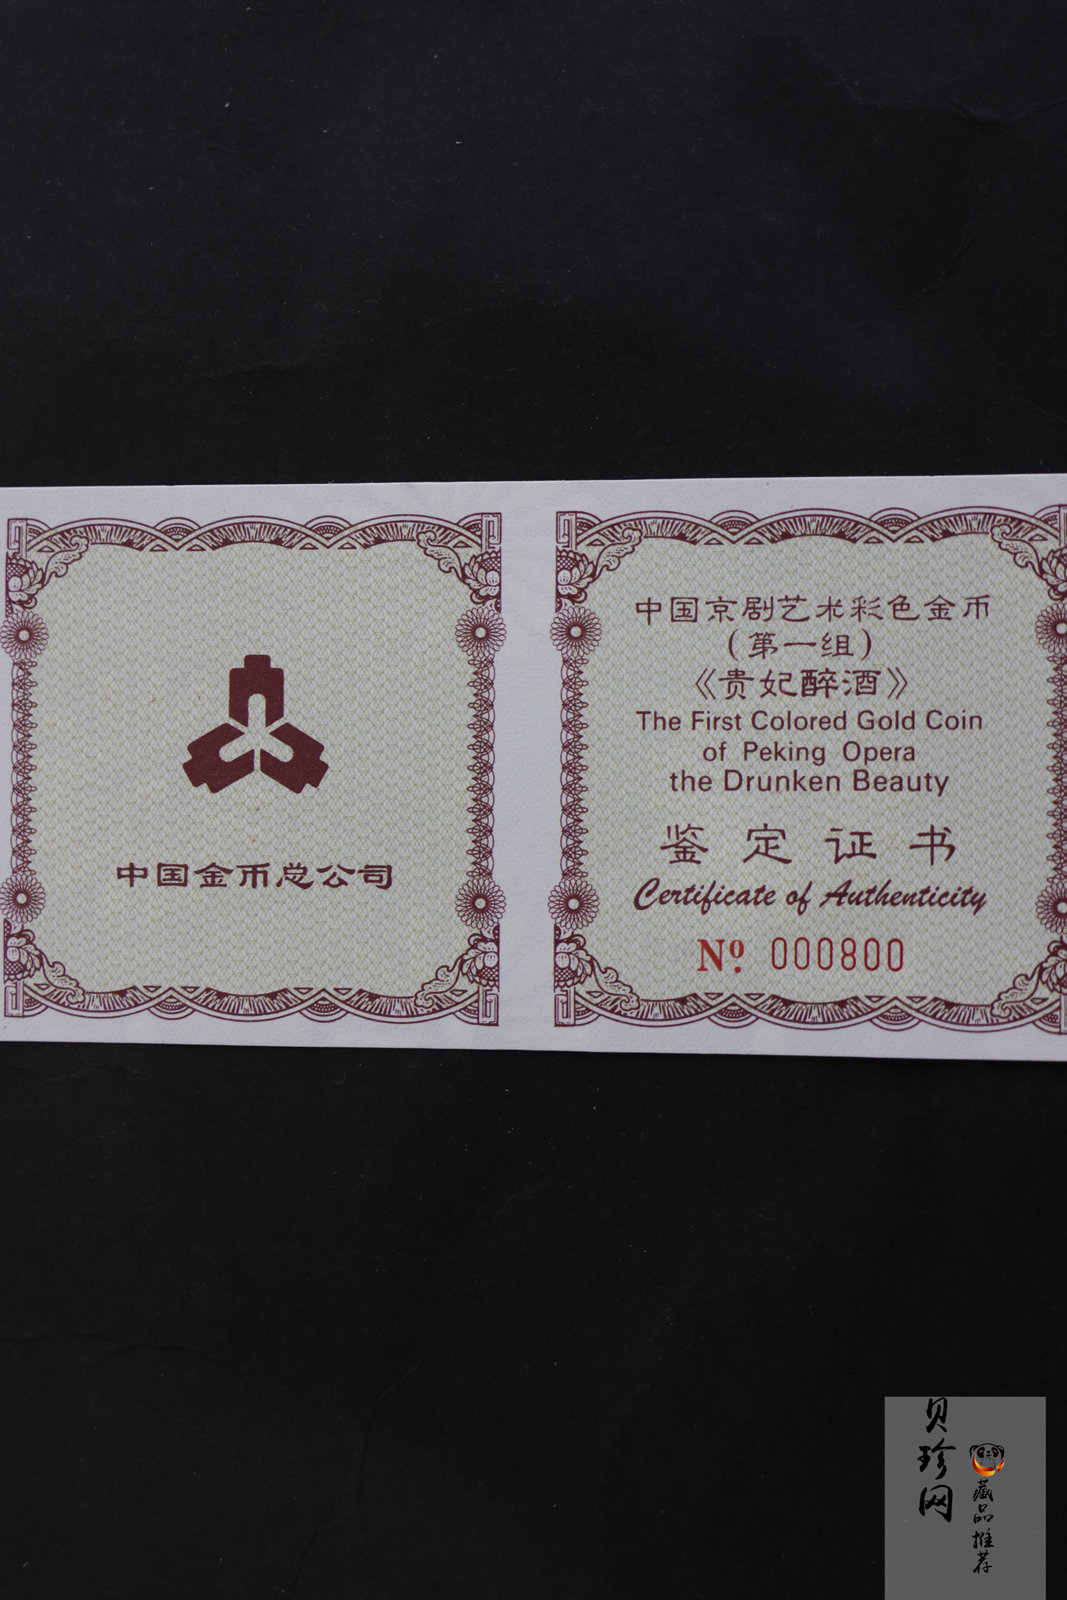 中国金币总公司
中国京剧艺术彩色金币
(第一组)
《贵妃醉酒》
The First Colored Gold Coin
of Peking Opera
the Drunken Beauty
鉴定证书
Certificate of Authenticity
Nº. 000800
贝珍网
藏品推荐